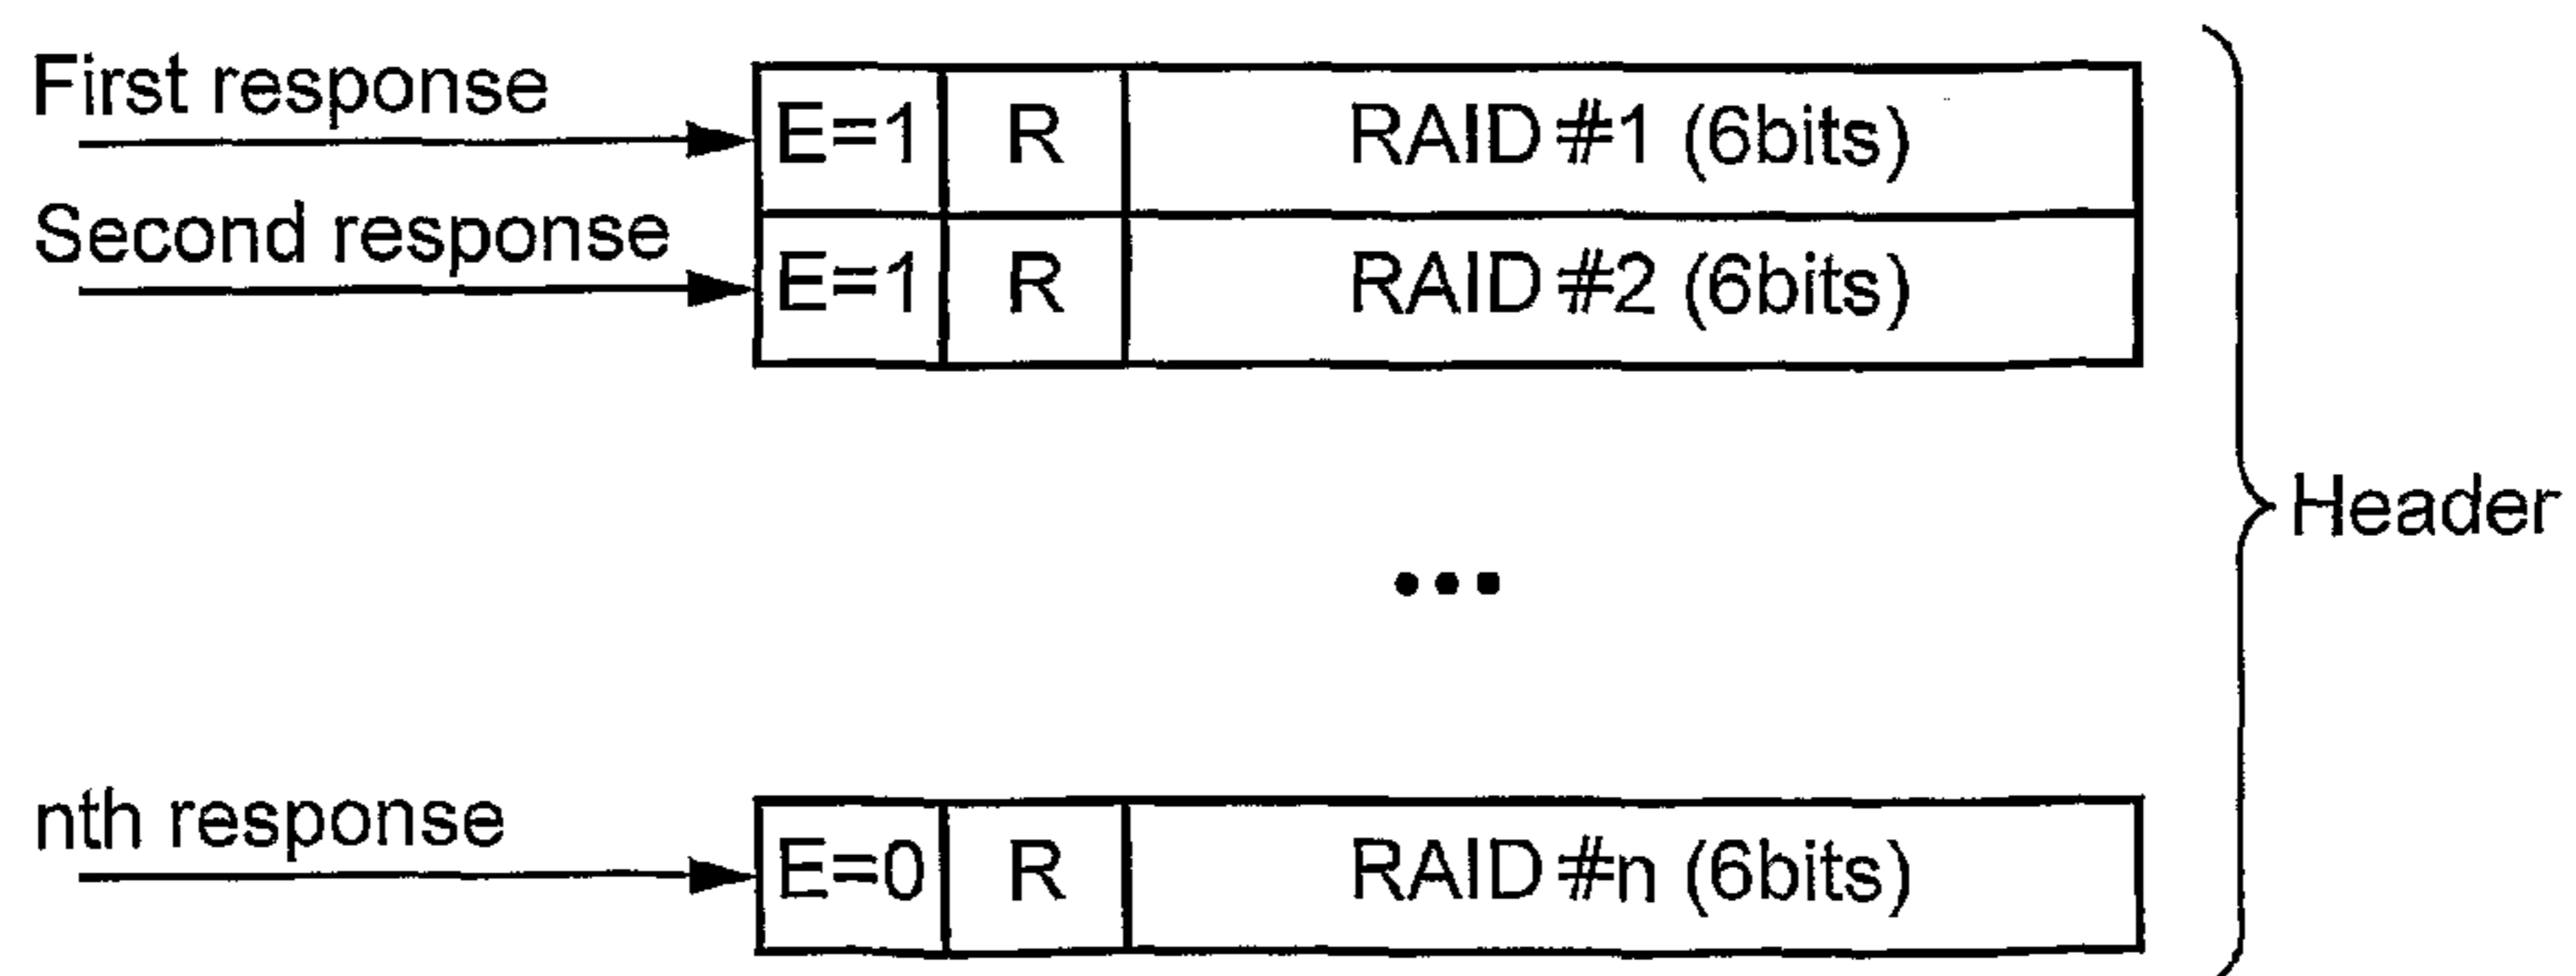 First response
E=1 R RAID #1 (6bits)
Second response
E=1 R RAID #2 (6bits)
Header
...
nth response
E=0 R RAID #n (6bits)